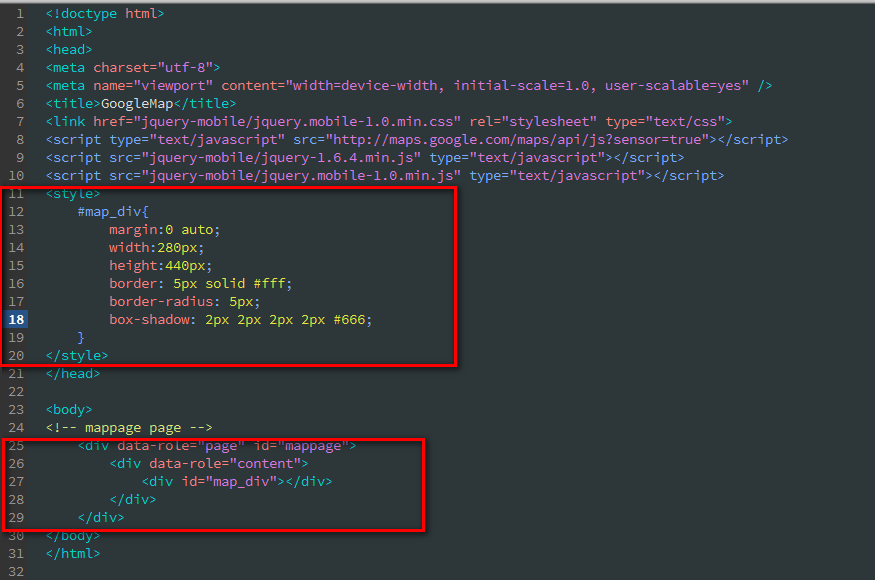 1 <!doctype html>
2 <html>
3 <head>
4 <meta charset="utf-8">
5 <meta name="viewport" content="width=device-width, initial-scale=1.0, user-scalable=yes" />
6 <title>GoogleMap</title>
7 <link href="jquery-mobile/jquery.mobile-1.0.min.css" rel="stylesheet" type="text/css">
8 <script type="text/javascript" src="http://maps.google.com/maps/api/js?sensor=true"></script>
9 <script src="jquery-mobile/jquery-1.6.4.min.js" type="text/javascript"></script>
10 <script src="jquery-mobile/jquery.mobile-1.0.min.js" type="text/javascript"></script>
11 <style>
12     #map_div{
13         margin:0 auto;
14         width:280px;
15         height:440px;
16         border: 5px solid #fff;
17         border-radius: 5px;
18         box-shadow: 2px 2px 2px 2px #666;
19     }
20 </style>
21 </head>
22
23 <body>
24 <!-- mappage page -->
25     <div data-role="page" id="mappage">
26         <div data-role="content">
27             <div id="map_div"></div>
28         </div>
29     </div>
30 </body>
31 </html>
32